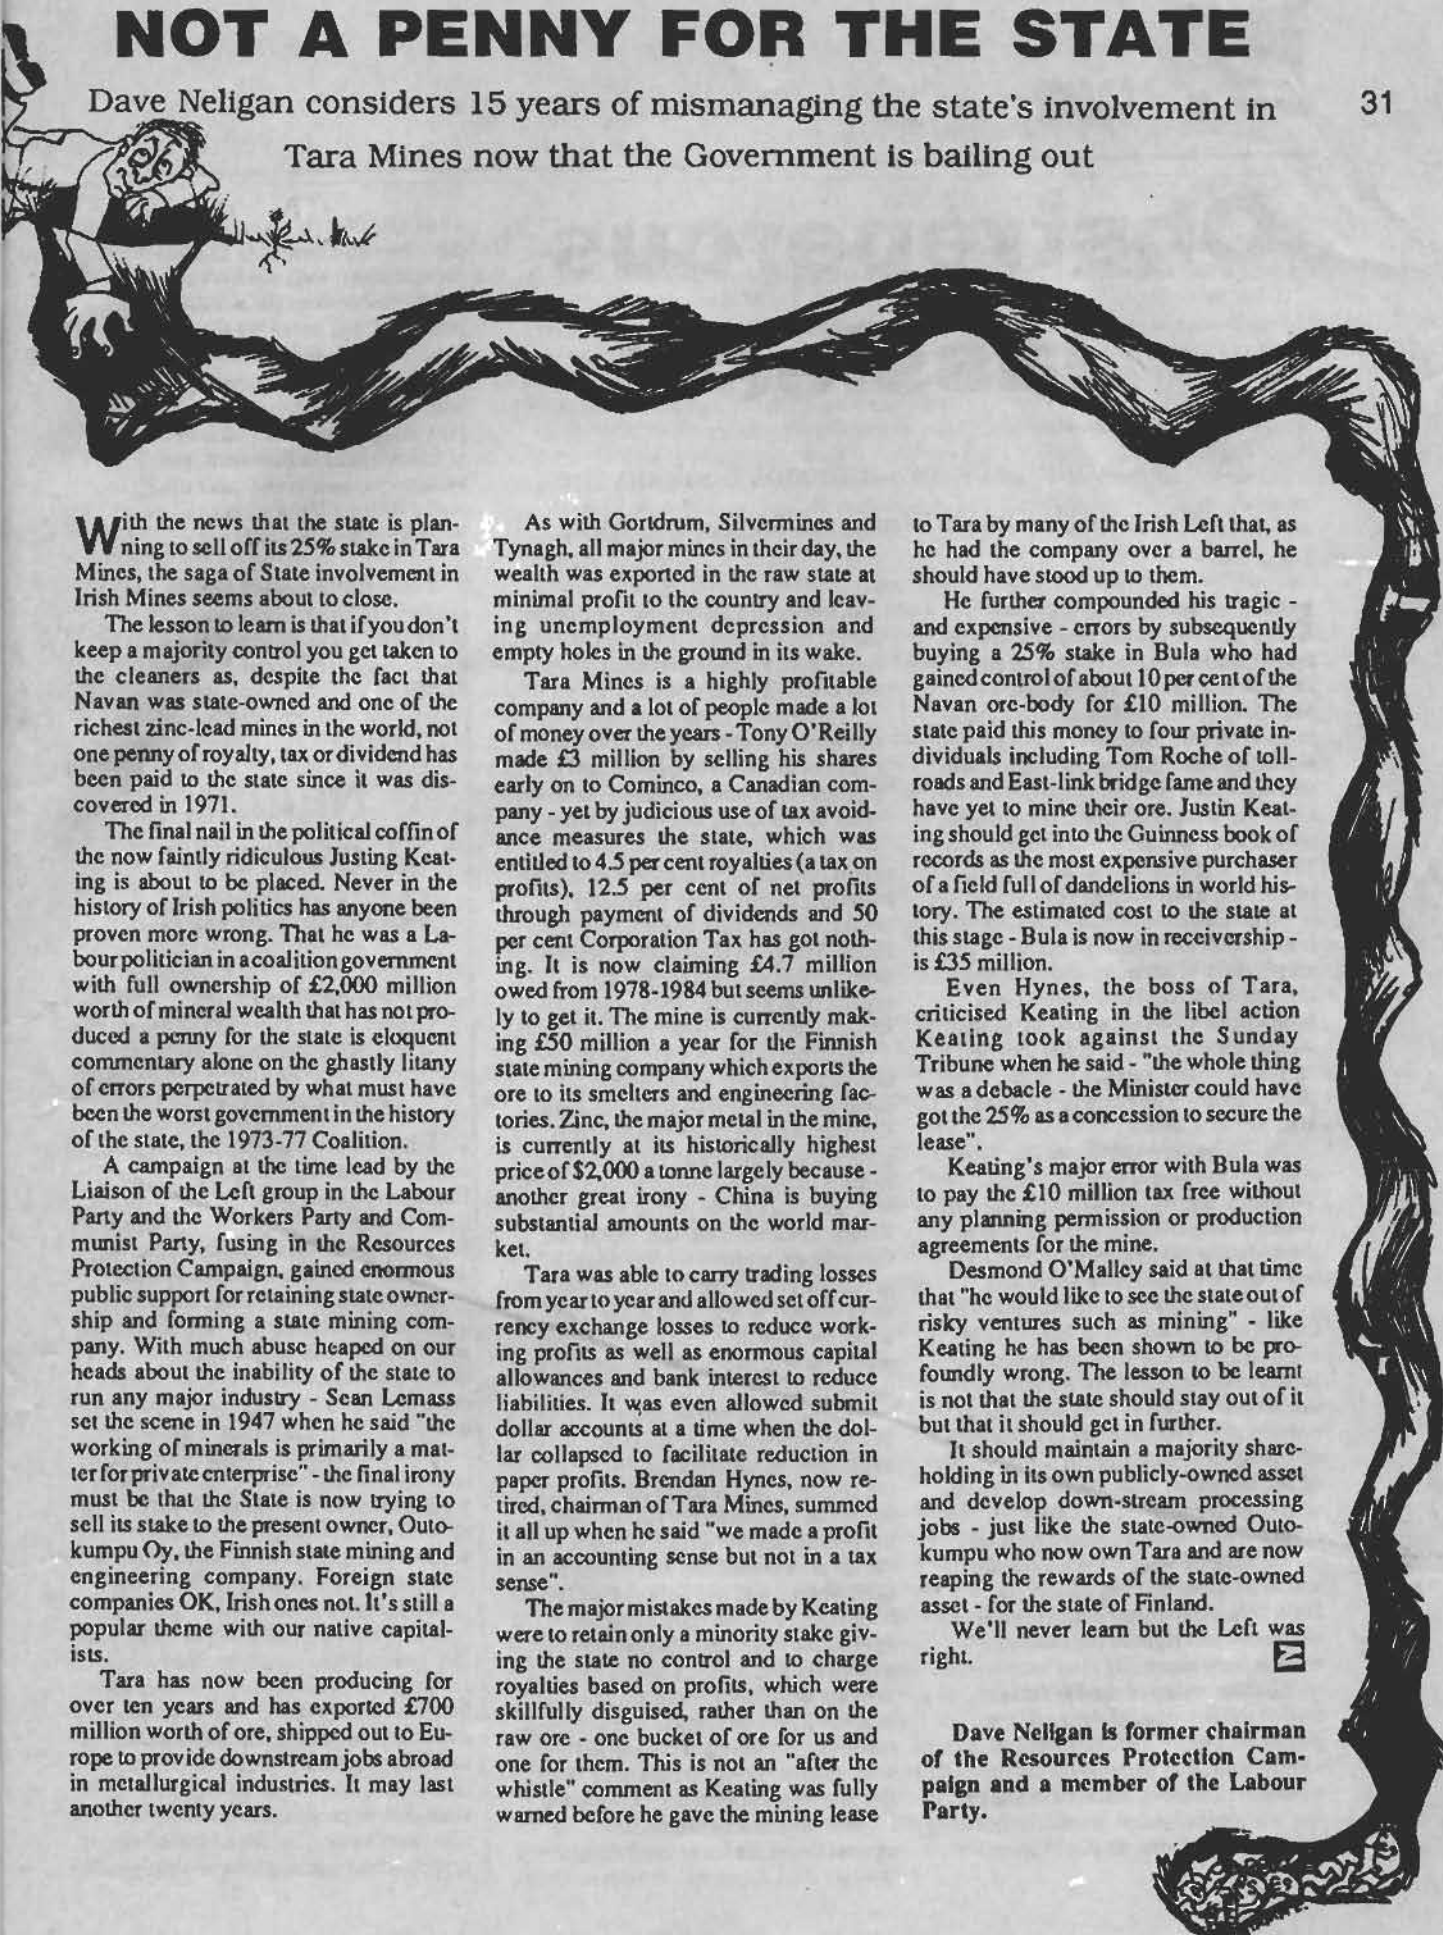 NOT A PENNY FOR THE STATE
Dave Neligan considers 15 years of mismanaging the state's involvement in
31
Tara Mines now that the Government is bailing out
With the news that the state is plan-
ning to sell off its 25% stake in Tara
Mines, the saga of State involvement in
Irish Mines seems about to close.
The lesson to learn is that if you don't
keep a majority control you get taken to
the cleaners as, despite the fact that
Navan was state-owned and one of the
richest zinc-lead mines in the world, not
one penny of royalty, tax or dividend has
been paid to the state since it was dis-
covered in 1971.
The final nail in the political coffin of
the now faintly ridiculous Justing Keat-
ing is about to be placed. Never in the
history of Irish politics has anyone been
proven more wrong. That he was a La-
bour politician in a coalition government
with full ownership of £2,000 million
worth of mineral wealth that has not pro-
duced a penny for the state is eloquent
commentary alone on the ghastly litany
of errors perpetrated by what must have
been the worst government in the history
of the state, the 1973-77 Coalition.
A campaign at the time lead by the
Liaison of the Left group in the Labour
Party and the Workers Party and Com-
munist Party, fusing in the Resources
Protection Campaign, gained enormous
public support for retaining state owner-
ship and forming a state mining com-
pany. With much abuse heaped on our
heads about the inability of the state to
run any major industry - Sean Lemass
set the scene in 1947 when he said "the
working of minerals is primarily a mat-
ter for private enterprise" - the final irony
must be that the State is now trying to
sell its stake to the present owner, Outo-
kumpu Oy, the Finnish state mining and
engineering company. Foreign state
companies OK, Irish ones not. It's still a
popular theme with our native capital-
ists.
Tara has now been producing for
over ten years and has exported £700
million worth of ore, shipped out to Eu-
rope to provide downstream jobs abroad
in metallurgical industries. It may last
another twenty years.
As with Gortdrum, Silvermines and
Tynagh, all major mines in their day, the
wealth was exported in the raw state at
minimal profit to the country and leav-
ing unemployment depression and
empty holes in the ground in its wake.
Tara Mines is a highly profitable
company and a lot of people made a lot
of money over the years - Tony O'Reilly
made £3 million by selling his shares
early on to Cominco, a Canadian com-
pany - yet by judicious use of tax avoid-
ance measures the state, which was
entitled to 4.5 per cent royalties (a tax on
profits), 12.5 per cent of net profits
through payment of dividends and 50
per cent Corporation Tax has got noth-
ing. It is now claiming £4.7 million
owed from 1978-1984 but seems unlike-
ly to get it. The mine is currently mak-
ing £50 million a year for the Finnish
state mining company which exports the
ore to its smelters and engineering fac-
tories. Zinc, the major metal in the mine,
is currently at its historically highest
price of $2,000 a tonne largely because -
another great irony - China is buying
substantial amounts on the world mar-
ket.
Tara was able to carry trading losses
from year to year and allowed set off cur-
rency exchange losses to reduce work-
ing profits as well as enormous capital
allowances and bank interest to reduce
liabilities. It was even allowed submit
dollar accounts at a time when the dol-
lar collapsed to facilitate reduction in
paper profits. Brendan Hynes, now re-
tired, chairman of Tara Mines, summed
it all up when he said "we made a profit
in an accounting sense but not in a tax
sense".
The major mistakes made by Keating
were to retain only a minority stake giv-
ing the state no control and to charge
royalties based on profits, which were
skillfully disguised, rather than on the
raw ore - one bucket of ore for us and
one for them. This is not an "after the
whistle" comment as Keating was fully
warned before he gave the mining lease
to Tara by many of the Irish Left that, as
he had the company over a barrel, he
should have stood up to them.
He further compounded his tragic -
and expensive - errors by subsequently
buying a 25% stake in Bula who had
gained control of about 10 per cent of the
Navan ore-body for £10 million. The
state paid this money to four private in-
dividuals including Tom Roche of toll-
roads and East-link bridge fame and they
have yet to mine their ore. Justin Keat-
ing should get into the Guinness book of
records as the most expensive purchaser
of a field full of dandelions in world his-
tory. The estimated cost to the state at
this stage - Bula is now in receivership -
is £35 million.
Even Hynes, the boss of Tara,
criticised Keating in the libel action
Keating took against the Sunday
Tribune when he said - "the whole thing
was a debacle - the Minister could have
got the 25% as a concession to secure the
lease".
Keating's major error with Bula was
to pay the £10 million tax free without
any planning permission or production
agreements for the mine.
Desmond O'Malley said at that time
that "he would like to see the state out of
risky ventures such as mining" - like
Keating he has been shown to be pro-
foundly wrong. The lesson to be learnt
is not that the state should stay out of it
but that it should get in further.
It should maintain a majority share-
holding in its own publicly-owned asset
and develop down-stream processing
jobs - just like the state-owned Outo-
kumpu who now own Tara and are now
reaping the rewards of the state-owned
asset - for the state of Finland.
We'll never learn but the Left was
right.
Dave Neligan is former chairman
of the Resources Protection Cam-
paign and a member of the Labour
Party.